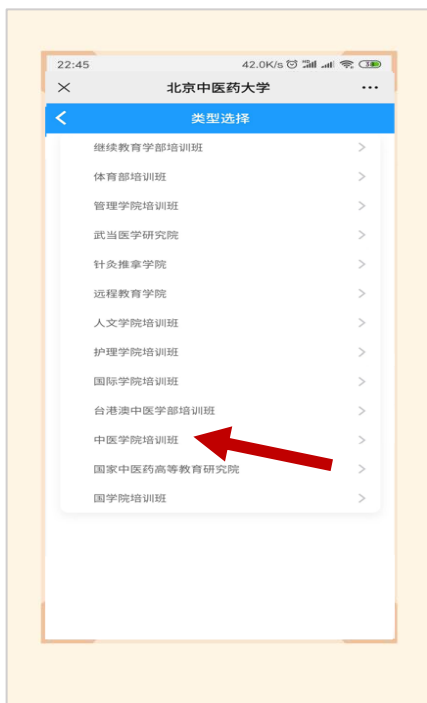 22:45 42.0K/s
北京中医药大学
类型选择
继续教育学部培训班
体育部培训班
管理学院培训班
武当医学研究院
针灸推拿学院
远程教育学院
人文学院培训班
护理学院培训班
国际学院培训班
台港澳中医学部培训班
中医学院培训班
国家中医药高等教育研究院
国学院培训班